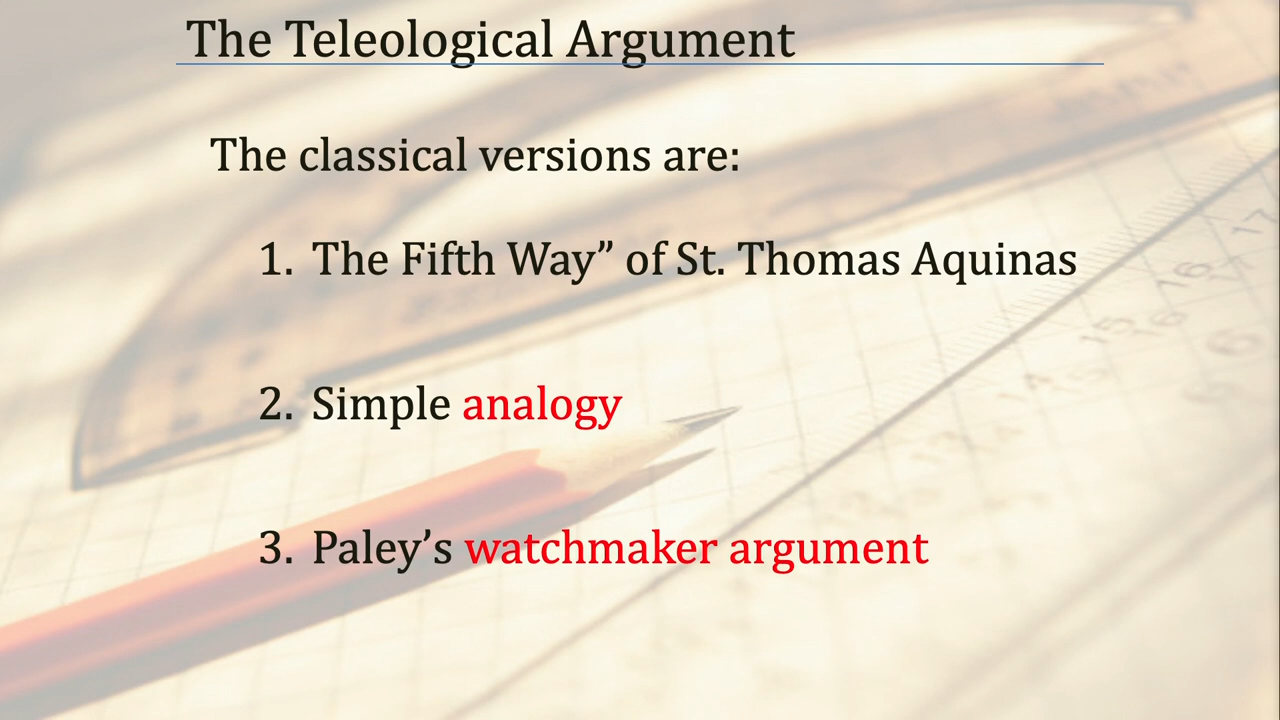 The Teleological Argument
The classical versions are:
1. The Fifth Way” of St. Thomas Aquinas
2. Simple analogy
3. Paley’s watchmaker argument